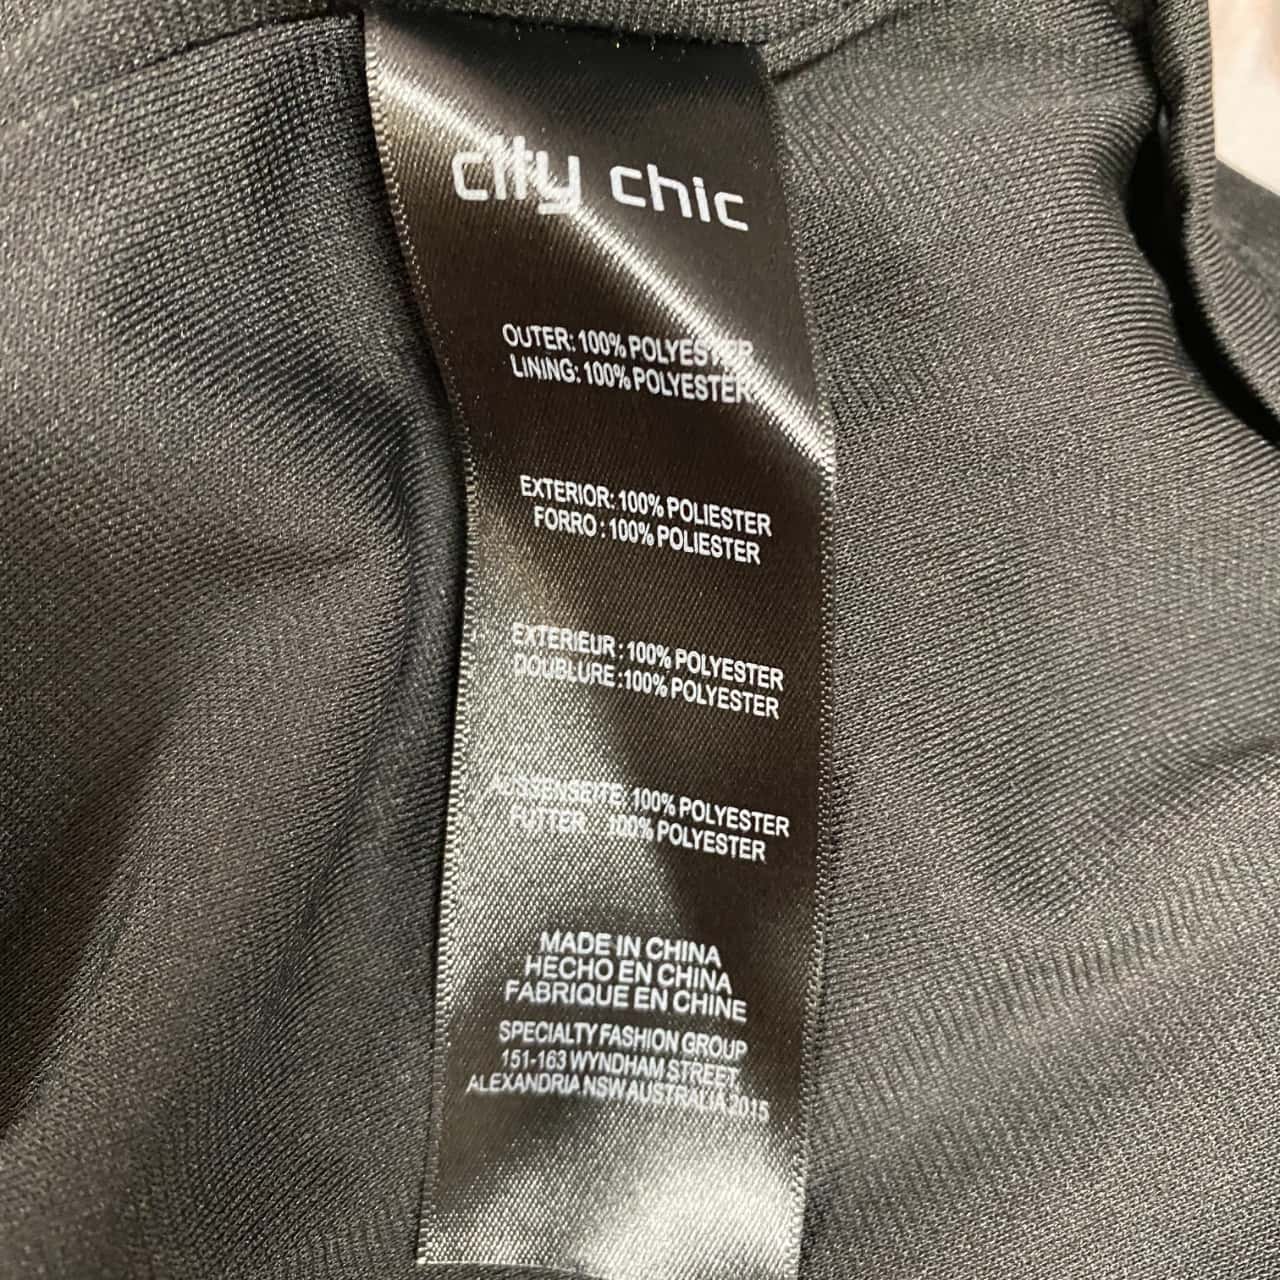 city chic
OUTER: 100% POLYESTER
LINING: 100% POLYESTER
EXTERIOR: 100% POLIESTER
FORRO : 100% POLIESTER
EXTERIEUR : 100% POLYESTER
DOUBLURE :100% POLYESTER
AUSSENSEITE: 100% POLYESTER
FUTTER 100% POLYESTER
MADE IN CHINA
HECHO EN CHINA
FABRIQUE EN CHINE
SPECIALTY FASHION GROUP
151-163 WYNDHAM STREET,
ALEXANDRIA NSW AUSTRALIA 2015